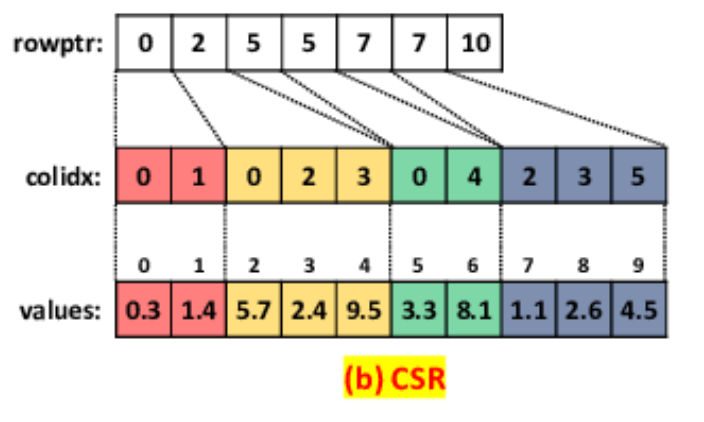 rowptr: 0 2 5 5 7 7 10
colidx: 0 1 0 2 3 0 4 2 3 5
0 1 2 3 4 5 6 7 8 9
values: 0.3 1.4 5.7 2.4 9.5 3.3 8.1 1.1 2.6 4.5
(b) CSR